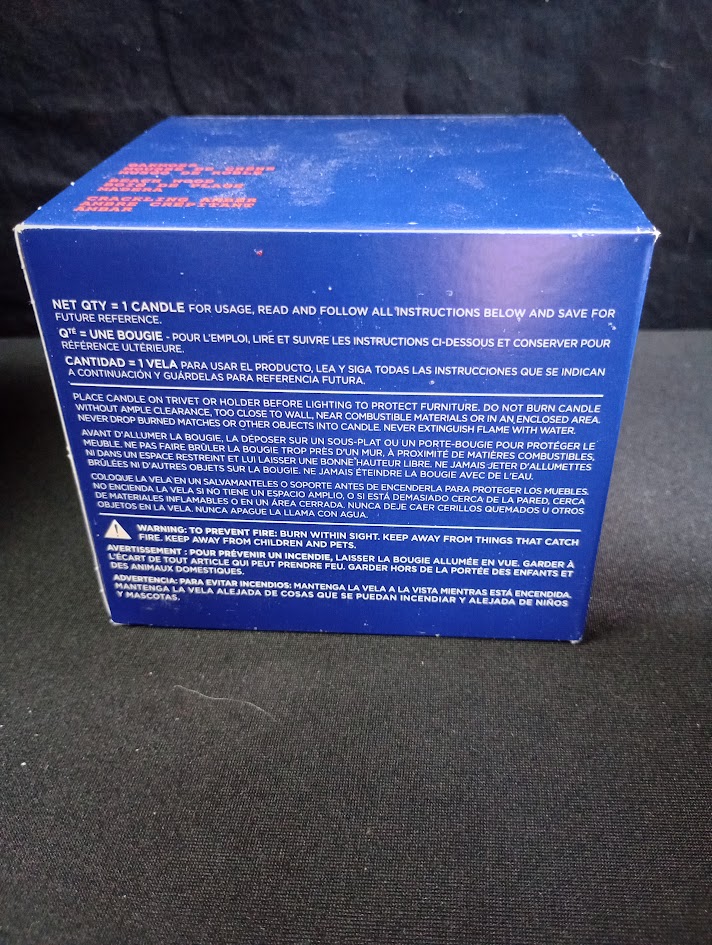 MUSGO DE ROBLE
MADERA
CRACKLING AMBER
AMBRE CRÉPITANT
ÁMBAR
NET QTY = 1 CANDLE FOR USAGE, READ AND FOLLOW ALL INSTRUCTIONS BELOW AND SAVE FOR
FUTURE REFERENCE.
QTÉ = UNE BOUGIE - POUR L'EMPLOI, LIRE ET SUIVRE LES INSTRUCTIONS CI-DESSOUS ET CONSERVER POUR
RÉFÉRENCE ULTÉRIEURE.
CANTIDAD = 1 VELA PARA USAR EL PRODUCTO, LEA Y SIGA TODAS LAS INSTRUCCIONES QUE SE INDICAN
A CONTINUACIÓN Y GUÁRDELAS PARA REFERENCIA FUTURA.
PLACE CANDLE ON TRIVET OR HOLDER BEFORE LIGHTING TO PROTECT FURNITURE. DO NOT BURN CANDLE
WITHOUT AMPLE CLEARANCE, TOO CLOSE TO WALL, NEAR COMBUSTIBLE MATERIALS OR IN AN ENCLOSED AREA.
NEVER DROP BURNED MATCHES OR OTHER OBJECTS INTO CANDLE. NEVER EXTINGUISH FLAME WITH WATER.
AVANT D'ALLUMER LA BOUGIE, LA DÉPOSER SUR UN SOUS-PLAT OU UN PORTE-BOUGIE POUR PROTÉGER LE
MEUBLE. NE PAS FAIRE BRÛLER LA BOUGIE TROP PRÈS D'UN MUR, À PROXIMITÉ DE MATIÈRES COMBUSTIBLES,
NI DANS UN ESPACE RESTREINT ET LUI LAISSER UNE BONNE HAUTEUR LIBRE. NE JAMAIS JETER D'ALLUMETTES
BRÛLÉES NI D'AUTRES OBJETS SUR LA BOUGIE. NE JAMAIS ÉTEINDRE LA BOUGIE AVEC DE L'EAU.
COLOQUE LA VELA EN UN SALVAMANTELES O SOPORTE ANTES DE ENCENDERLA PARA PROTEGER LOS MUEBLES.
NO ENCIENDA LA VELA SI NO TIENE UN ESPACIO AMPLIO, O SI ESTÁ DEMASIADO CERCA DE LA PARED, CERCA
DE MATERIALES INFLAMABLES O EN UN ÁREA CERRADA. NUNCA DEJE CAER CERILLOS QUEMADOS U OTROS
OBJETOS EN LA VELA. NUNCA APAGUE LA LLAMA CON AGUA.
WARNING: TO PREVENT FIRE: BURN WITHIN SIGHT. KEEP AWAY FROM THINGS THAT CATCH
FIRE. KEEP AWAY FROM CHILDREN AND PETS.
AVERTISSEMENT : POUR PRÉVENIR UN INCENDIE, LAISSER LA BOUGIE ALLUMÉE EN VUE. GARDER À
L'ÉCART DE TOUT ARTICLE QUI PEUT PRENDRE FEU. GARDER HORS DE LA PORTÉE DES ENFANTS ET
DES ANIMAUX DOMESTIQUES.
ADVERTENCIA: PARA EVITAR INCENDIOS: MANTENGA LA VELA A LA VISTA MIENTRAS ESTÁ ENCENDIDA.
MANTENGA LA VELA ALEJADA DE COSAS QUE SE PUEDAN INCENDIAR Y ALEJADA DE NIÑOS
Y MASCOTAS.